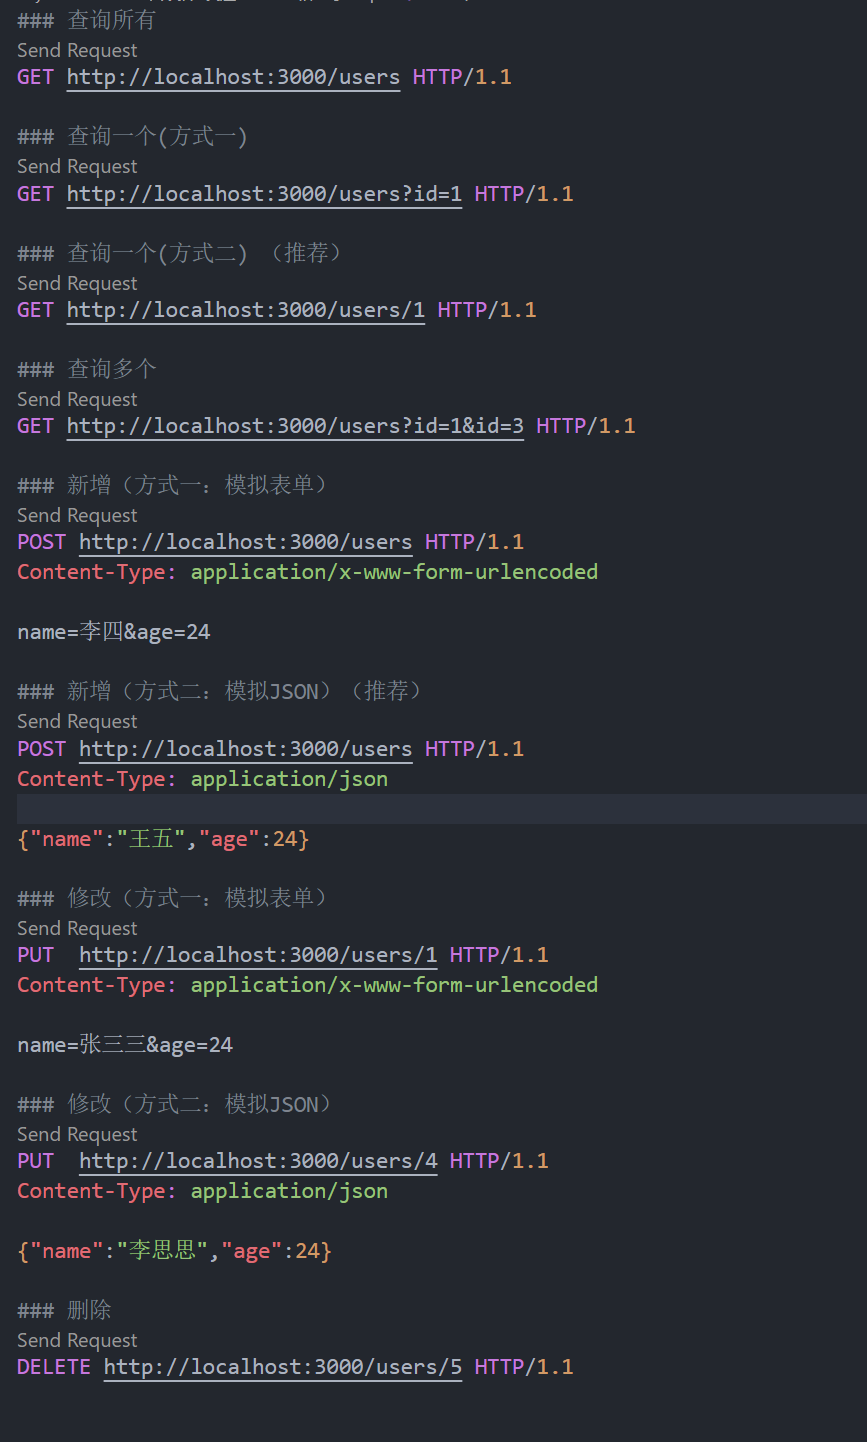 ### 查询所有
Send Request
GET http://localhost:3000/users HTTP/1.1
### 查询一个(方式一)
Send Request
GET http://localhost:3000/users?id=1 HTTP/1.1
### 查询一个(方式二) （推荐）
Send Request
GET http://localhost:3000/users/1 HTTP/1.1
### 查询多个
Send Request
GET http://localhost:3000/users?id=1&id=3 HTTP/1.1
### 新增（方式一：模拟表单）
Send Request
POST http://localhost:3000/users HTTP/1.1
Content-Type: application/x-www-form-urlencoded
name=李四&age=24
### 新增（方式二：模拟JSON）（推荐）
Send Request
POST http://localhost:3000/users HTTP/1.1
Content-Type: application/json
{"name":"王五","age":24}
### 修改（方式一：模拟表单）
Send Request
PUT  http://localhost:3000/users/1 HTTP/1.1
Content-Type: application/x-www-form-urlencoded
name=张三三&age=24
### 修改（方式二：模拟JSON）
Send Request
PUT  http://localhost:3000/users/4 HTTP/1.1
Content-Type: application/json
{"name":"李思思","age":24}
### 删除
Send Request
DELETE http://localhost:3000/users/5 HTTP/1.1